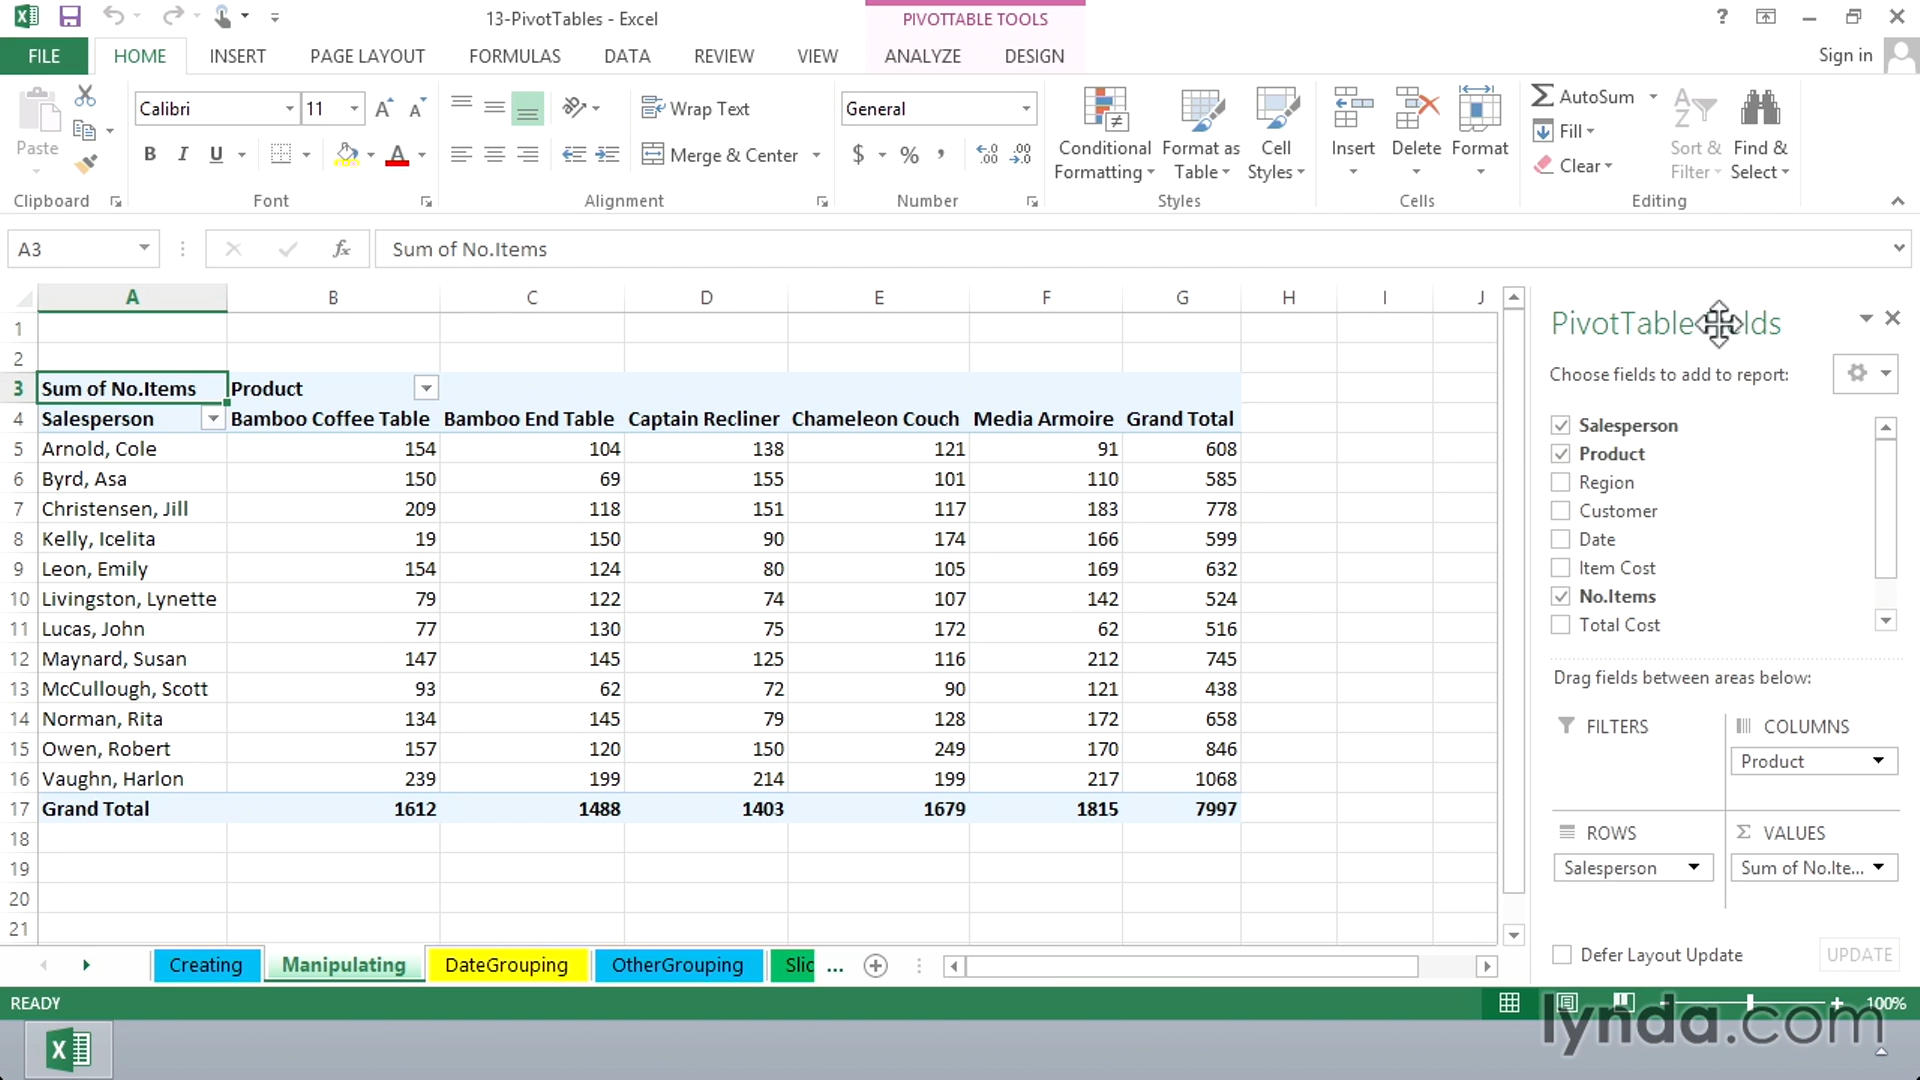 13-PivotTables - Excel
PIVOTTABLE TOOLS
?
FILE HOME INSERT PAGE LAYOUT FORMULAS DATA REVIEW VIEW ANALYZE DESIGN Sign in
Paste
Calibri 11
B I U
Wrap Text
Merge & Center
General
$ % ,
Conditional Formatting
Format as Table
Cell Styles
Insert Delete Format
AutoSum
Fill
Clear
Sort & Filter
Find & Select
Clipboard Font Alignment Number Styles Cells Editing
A3 fx Sum of No.Items
A B C D E F G H I J
1
2
3 Sum of No.Items Product
4 Salesperson Bamboo Coffee Table Bamboo End Table Captain Recliner Chameleon Couch Media Armoire Grand Total
5 Arnold, Cole 154 104 138 121 91 608
6 Byrd, Asa 150 69 155 101 110 585
7 Christensen, Jill 209 118 151 117 183 778
8 Kelly, Icelita 19 150 90 174 166 599
9 Leon, Emily 154 124 80 105 169 632
10 Livingston, Lynette 79 122 74 107 142 524
11 Lucas, John 77 130 75 172 62 516
12 Maynard, Susan 147 145 125 116 212 745
13 McCullough, Scott 93 62 72 90 121 438
14 Norman, Rita 134 145 79 128 172 658
15 Owen, Robert 157 120 150 249 170 846
16 Vaughn, Harlon 239 199 214 199 217 1068
17 Grand Total 1612 1488 1403 1679 1815 7997
18
19
20
21
PivotTable Fields
Choose fields to add to report:
Salesperson
Product
Region
Customer
Date
Item Cost
No.Items
Total Cost
Drag fields between areas below:
FILTERS
COLUMNS
Product
ROWS
Salesperson
VALUES
Sum of No.Ite...
Defer Layout Update UPDATE
Creating Manipulating DateGrouping OtherGrouping Slic ...
READY 100%
lynda.com